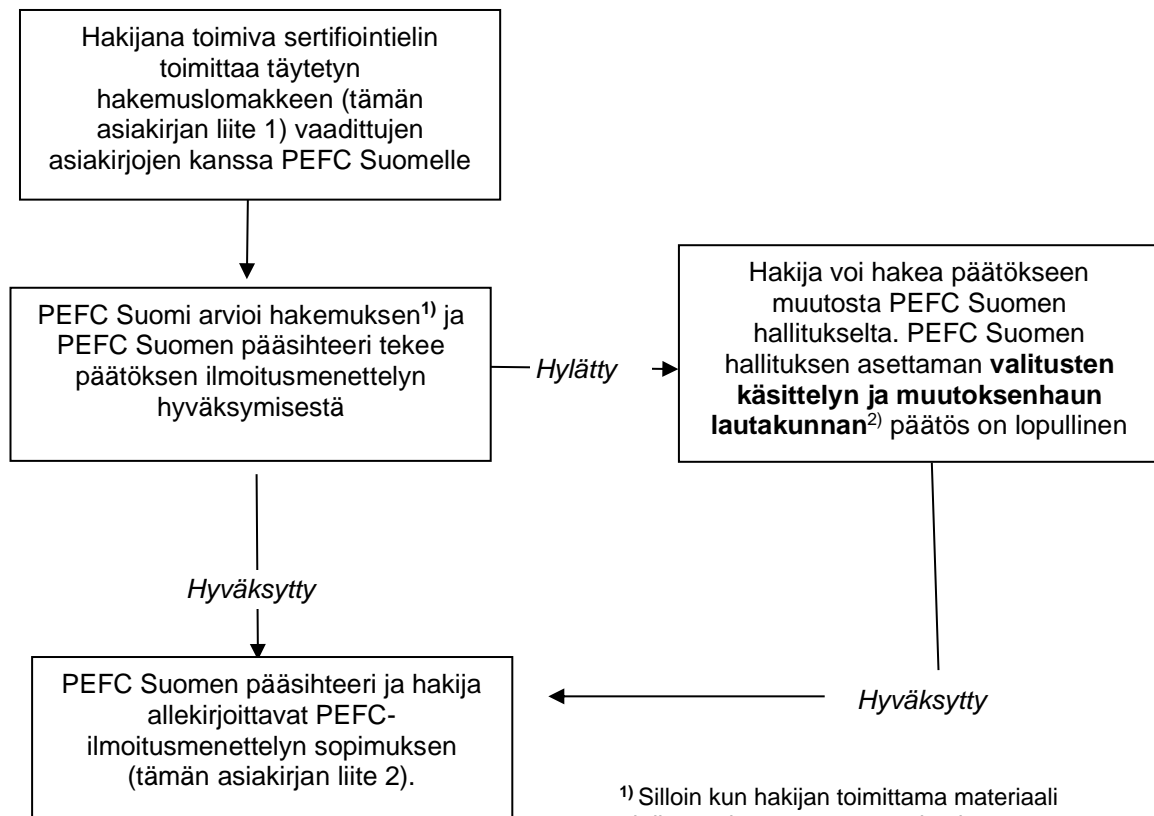 Hakijana toimiva sertifiointielin
toimittaa täytetyn
hakemuslomakkeen (tämän
asiakirjan liite 1) vaadittujen
asiakirjojen kanssa PEFC Suomelle
PEFC Suomi arvioi hakemuksen1) ja
PEFC Suomen pääsihteeri tekee
päätöksen ilmoitusmenettelyn
hyväksymisestä
Hylätty
Hakija voi hakea päätökseen
muutosta PEFC Suomen
hallitukselta. PEFC Suomen
hallituksen asettaman valitusten
käsittelyn ja muutoksenhaun
lautakunnan2) päätös on lopullinen
Hyväksytty
Hyväksytty
PEFC Suomen pääsihteeri ja hakija
allekirjoittavat PEFC-
ilmoitusmenettelyn sopimuksen
(tämän asiakirjan liite 2).
1) Silloin kun hakijan toimittama materiaali